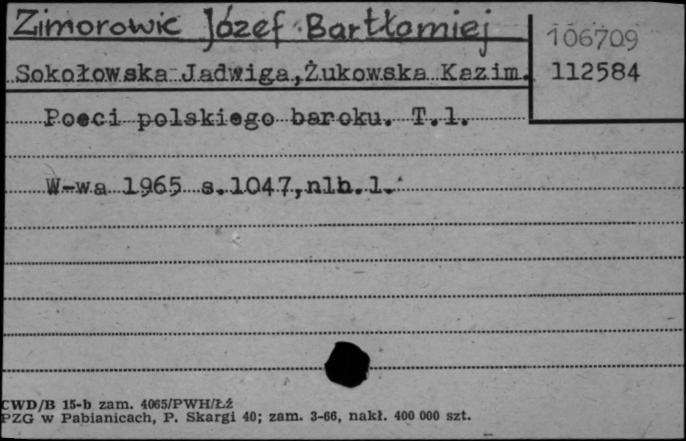 Zimorowic Józef Bartłomiej
106709
Sokołowska Jadwiga,Żukowska Kazim.
112584
Poeci polskiego baroku. T.1.
W-wa 1965 s.1047,nlb.1.
CWD/B 15-b zam. 4065/PWH/Łź
PZG w Pabianicach, P. Skargi 40; zam. 3-66, nakł. 400 000 szt.